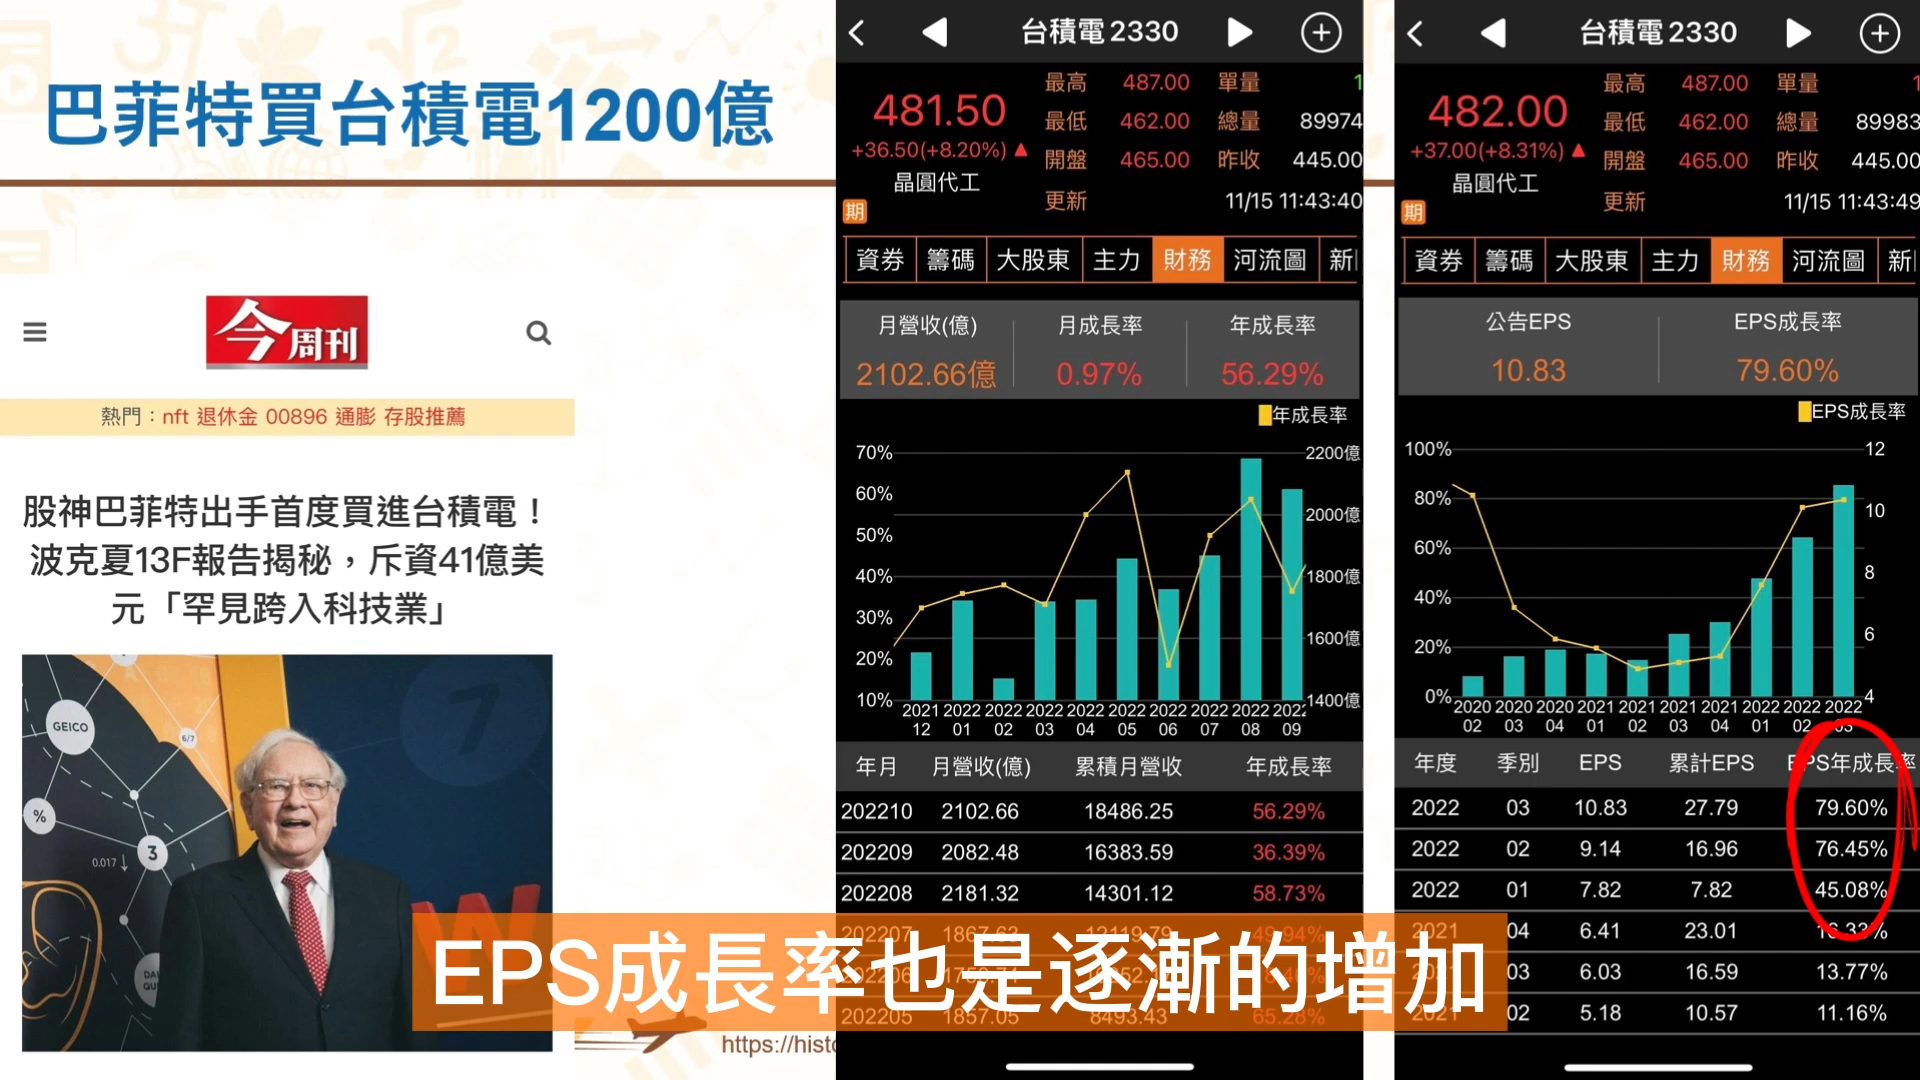 巴菲特買台積電1200億
今周刊
熱門：nft 退休金 00896 通膨 存股推薦
股神巴菲特出手首度買進台積電！
波克夏13F報告揭秘，斥資41億美
元「罕見跨入科技業」
GEICO
6/7
%
3
0.017
7
W
https://histo
台積電 2330
481.50
+36.50(+8.20%)
晶圓代工
期
最高 487.00 單量 1
最低 462.00 總量 89974
開盤 465.00 昨收 445.00
更新 11/15 11:43:40
資券 籌碼 大股東 主力 財務 河流圖 新
月營收(億) 月成長率 年成長率
2102.66億 0.97% 56.29%
年成長率
70% 2200億
60%
2000億
50%
40% 1800億
30%
1600億
20%
10% 1400億
2021 2022 2022 2022 2022 2022 2022 2022 2022 2022
12 01 02 03 04 05 06 07 08 09
年月 月營收(億) 累積月營收 年成長率
202210 2102.66 18486.25 56.29%
202209 2082.48 16383.59 36.39%
202208 2181.32 14301.12 58.73%
202207
202205 1857.05 8493.43 65.28%
台積電 2330
482.00
+37.00(+8.31%)
晶圓代工
期
最高 487.00 單量 1
最低 462.00 總量 89983
開盤 465.00 昨收 445.00
更新 11/15 11:43:49
資券 籌碼 大股東 主力 財務 河流圖 新
公告EPS EPS成長率
10.83 79.60%
EPS成長率
100% 12
80% 10
60%
8
40%
6
20%
0% 4
2020 2020 2020 2021 2021 2021 2021 2022 2022 2022
02 03 04 01 02 03 04 01 02 03
年度 季別 EPS 累計EPS EPS年成長率
2022 03 10.83 27.79 79.60%
2022 02 9.14 16.96 76.45%
2022 01 7.82 7.82 45.08%
2021 04 6.41 23.01
03 6.03 16.59 13.77%
2021 02 5.18 10.57 11.16%
EPS成長率也是逐漸的增加